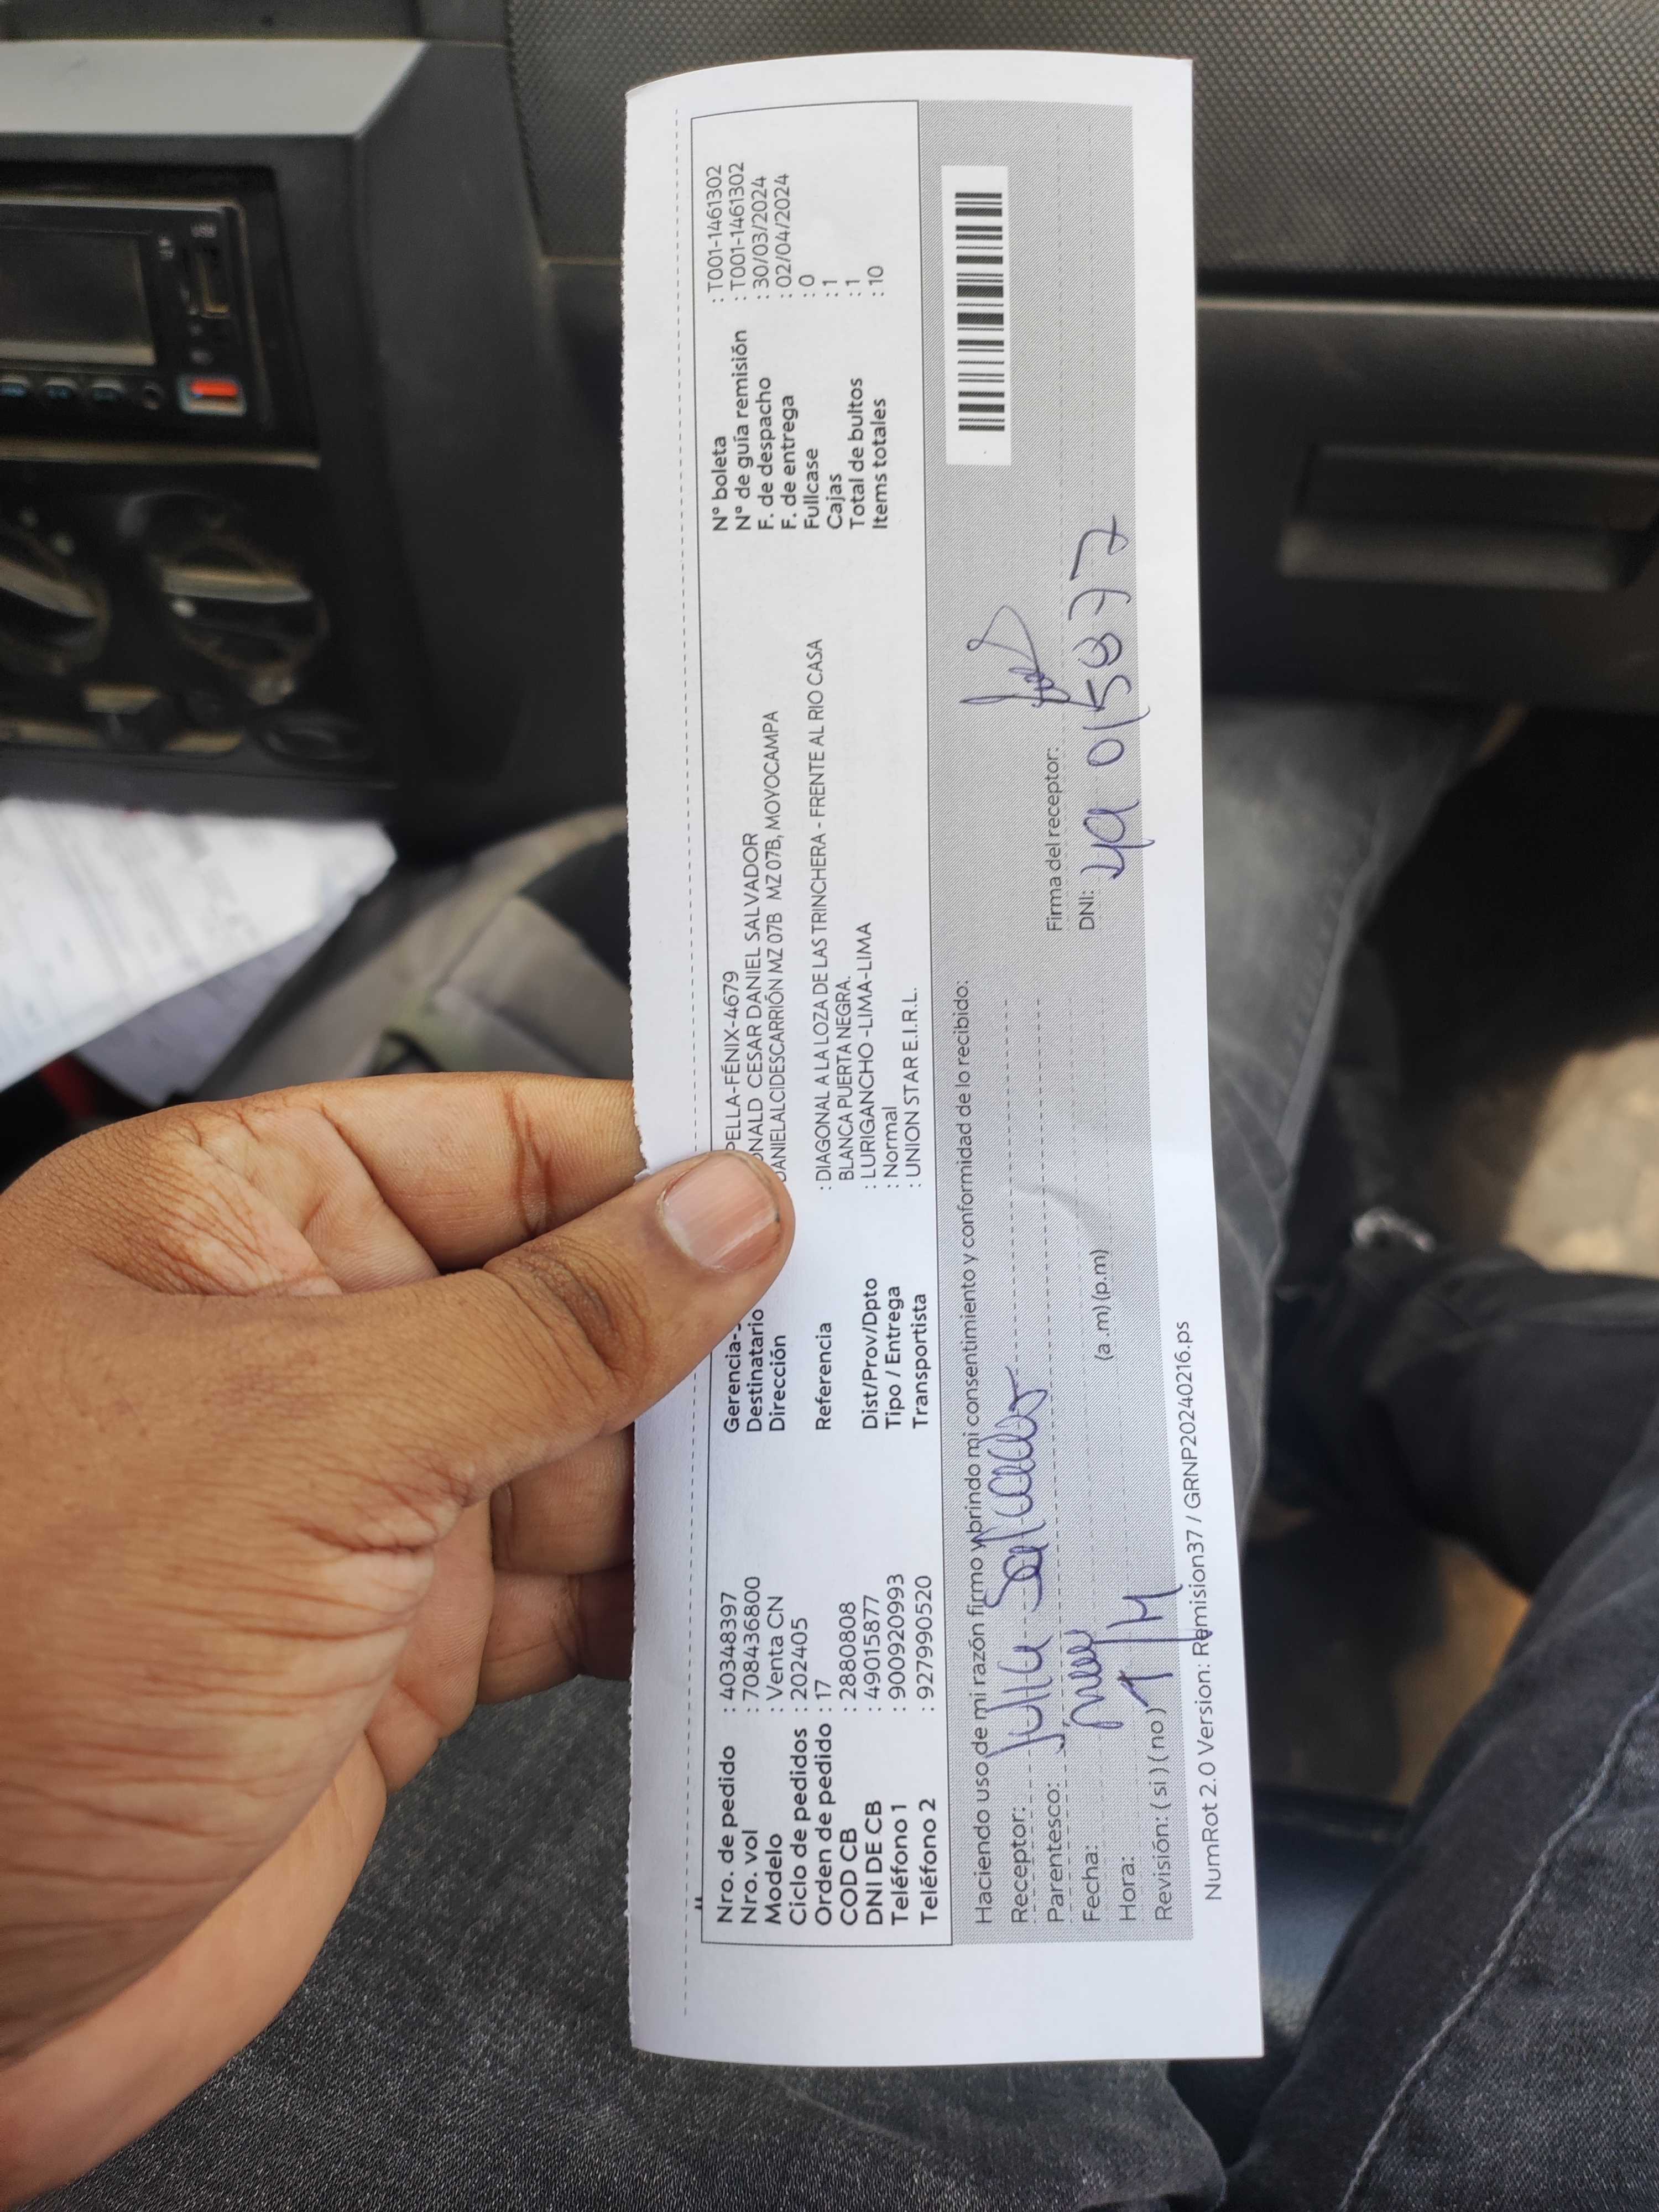 Nro. de pedido : 40348397
Nro. vol : 708436800
Modelo : Venta CN
Ciclo de pedidos : 202405
Orden de pedido : 17
COD CB : 2880808
DNI DE CB : 49015877
Teléfono 1 : 900920993
Teléfono 2 : 927990520
Gerencia- PELLA-FÉNIX-4679
Destinatario NALD CESAR DANIEL SALVADOR
Dirección DANIELALCIDESCARRIÓN MZ 07B MZ 07B, MOYOCAMPA
Referencia : DIAGONAL A LA LOZA DE LAS TRINCHERA - FRENTE AL RIO CASA
BLANCA PUERTA NEGRA.
Dist/Prov/Dpto : LURIGANCHO -LIMA-LIMA
Tipo / Entrega : Normal
Transportista : UNION STAR E.I.R.L.
N° boleta : T001-1461302
N° de guía remisión : T001-1461302
F. de despacho : 30/03/2024
F. de entrega : 02/04/2024
Fullcase : 0
Cajas : 1
Total de bultos : 1
Items totales : 10
Haciendo uso de mi razón firmo y brindo mi consentimiento y conformidad de lo recibido:
Receptor: Julia Salvador
Parentesco:
Fecha:
Hora: (a.m) (p.m)
Revisión: ( si ) ( no ) TH
Firma del receptor:
DNI: 49015877
NumRot 2.0 Version: Remision37 / GRNP20240216.ps